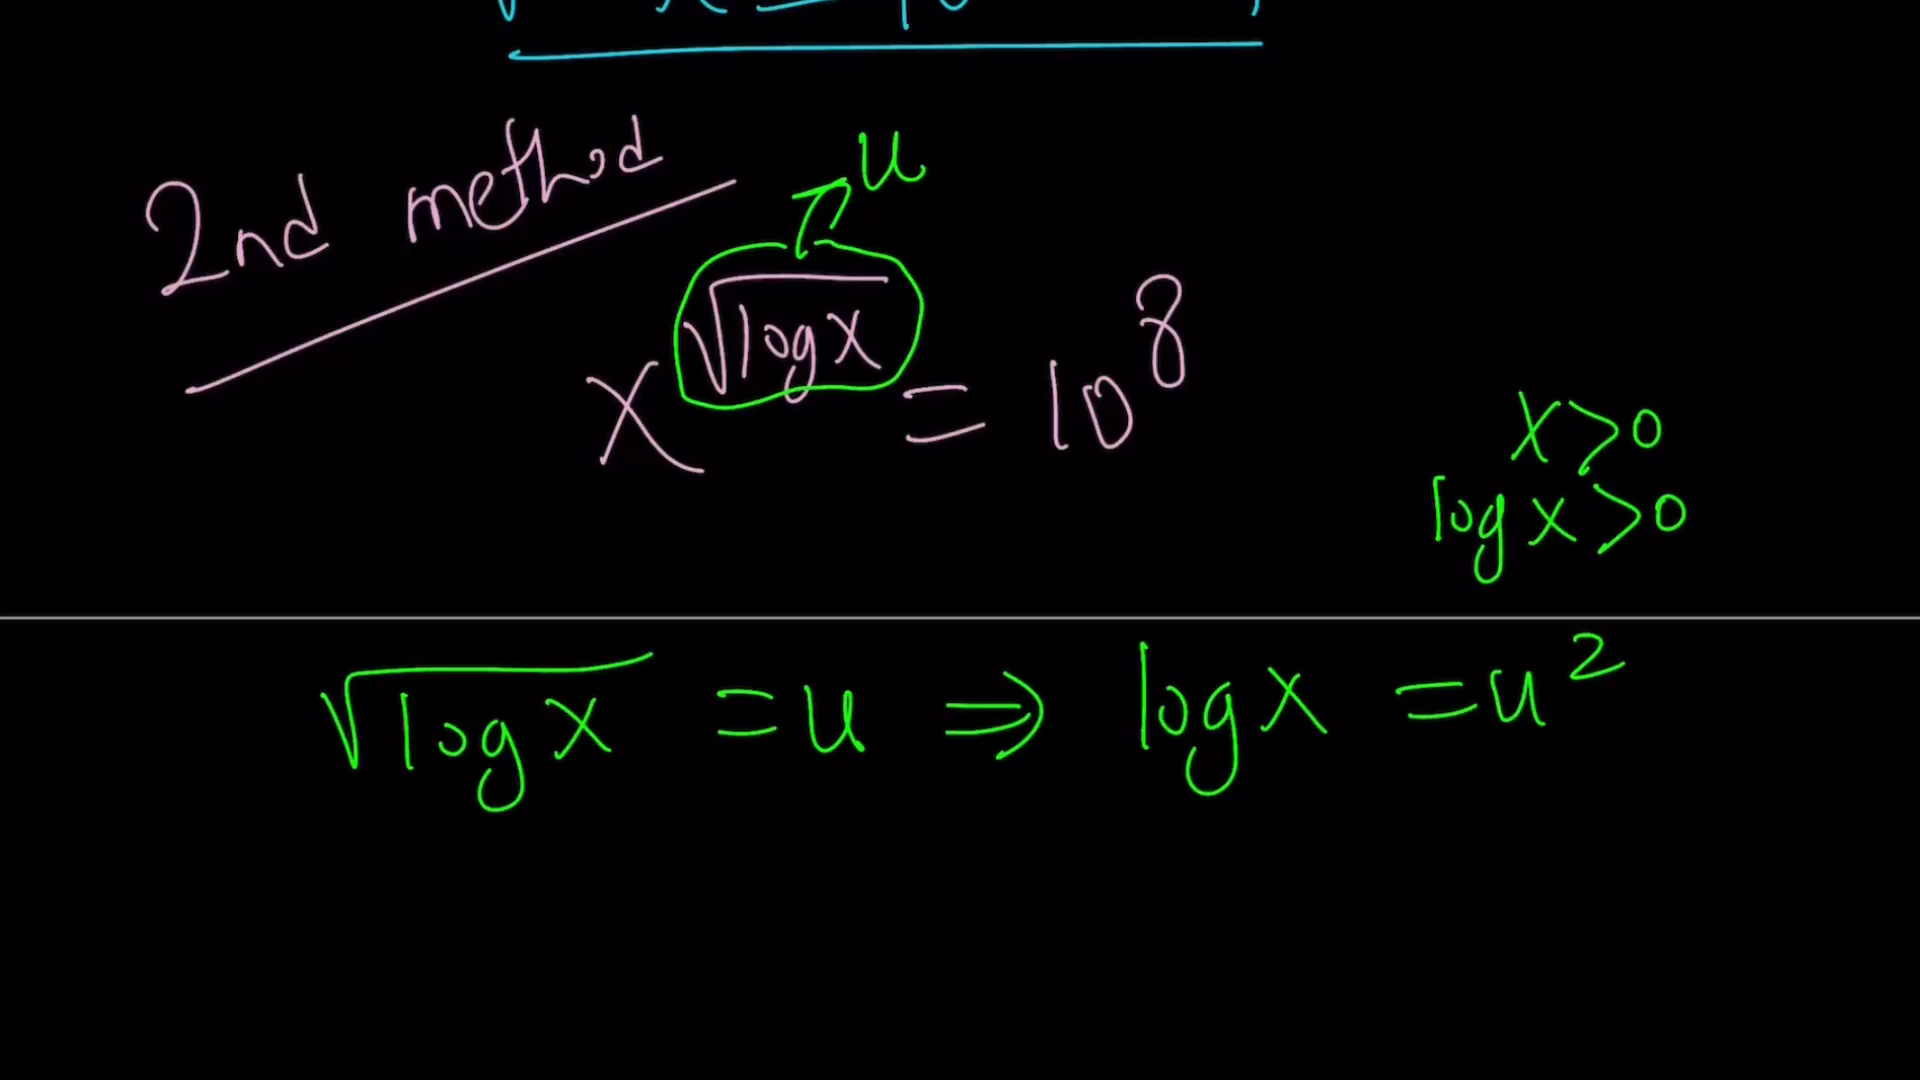 2nd method
u
x^√(log x) = 10^8
x>0
log x>0
√(log x) = u ⇒ log x = u^2